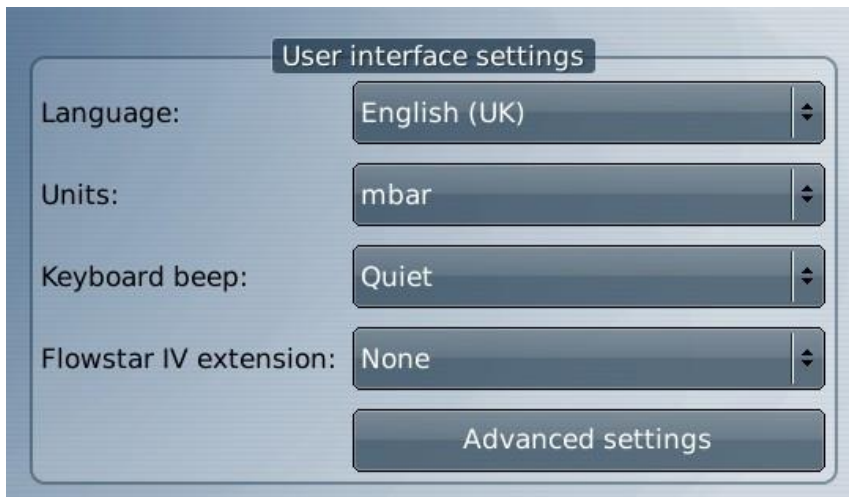 User interface settings
Language: English (UK)
Units: mbar
Keyboard beep: Quiet
Flowstar IV extension: None
Advanced settings